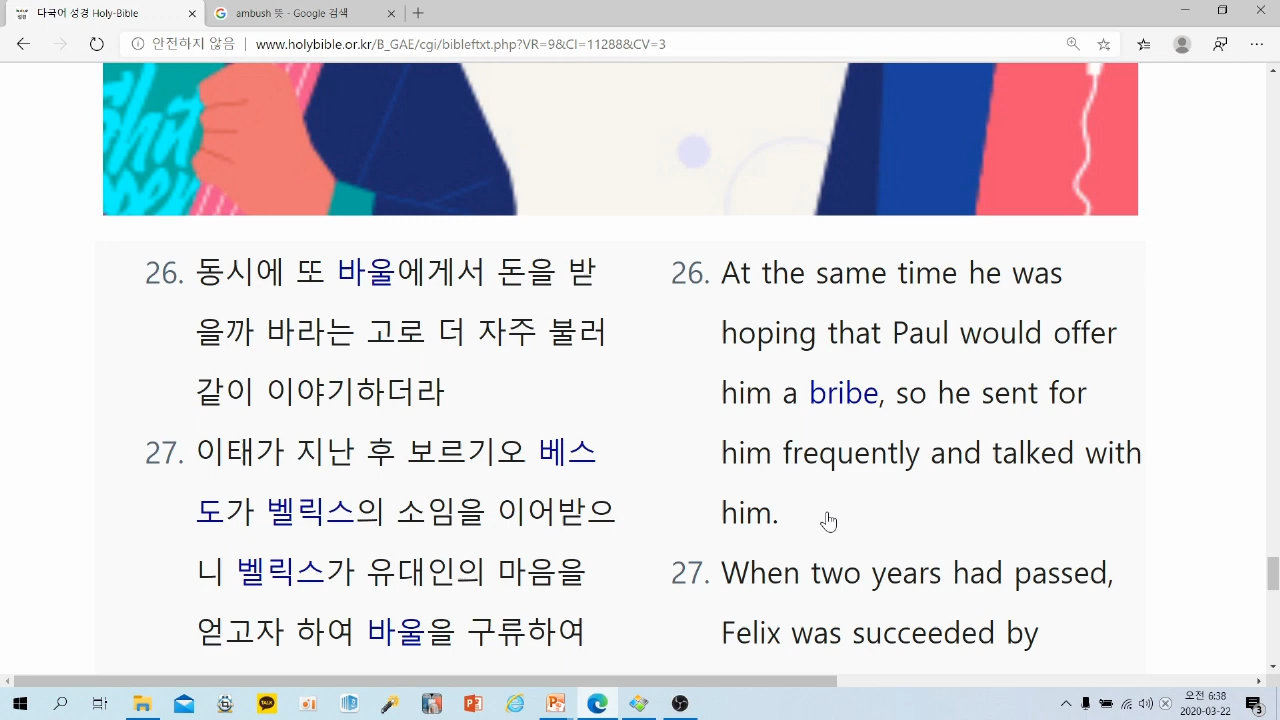 다국어 성경 Holy-Bible
ambush 뜻 - Google 검색
안전하지 않음
www.holybible.or.kr/B_GAE/cgi/bibleftxt.php?VR=9&CI=11288&CV=3
26. 동시에 또 바울에게서 돈을 받
을까 바라는 고로 더 자주 불러
같이 이야기하더라
27. 이태가 지난 후 보르기오 베스
도가 벨릭스의 소임을 이어받으
니 벨릭스가 유대인의 마음을
얻고자 하여 바울을 구류하여
26. At the same time he was
hoping that Paul would offer
him a bribe, so he sent for
him frequently and talked with
him.
27. When two years had passed,
Felix was succeeded by
TALK
오전 6:38
2020-03-22
3